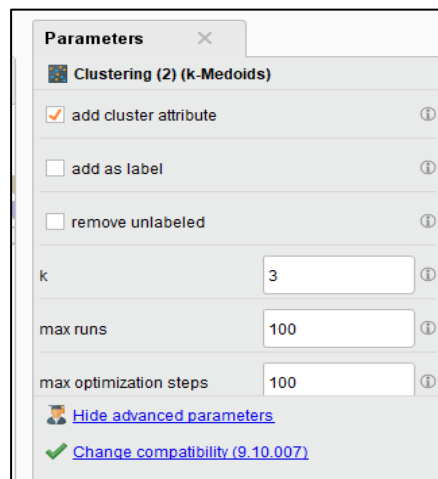 Parameters
Clustering (2) (k-Medoids)
add cluster attribute
add as label
remove unlabeled
k 3
max runs 100
max optimization steps 100
Hide advanced parameters
Change compatibility (9.10.007)